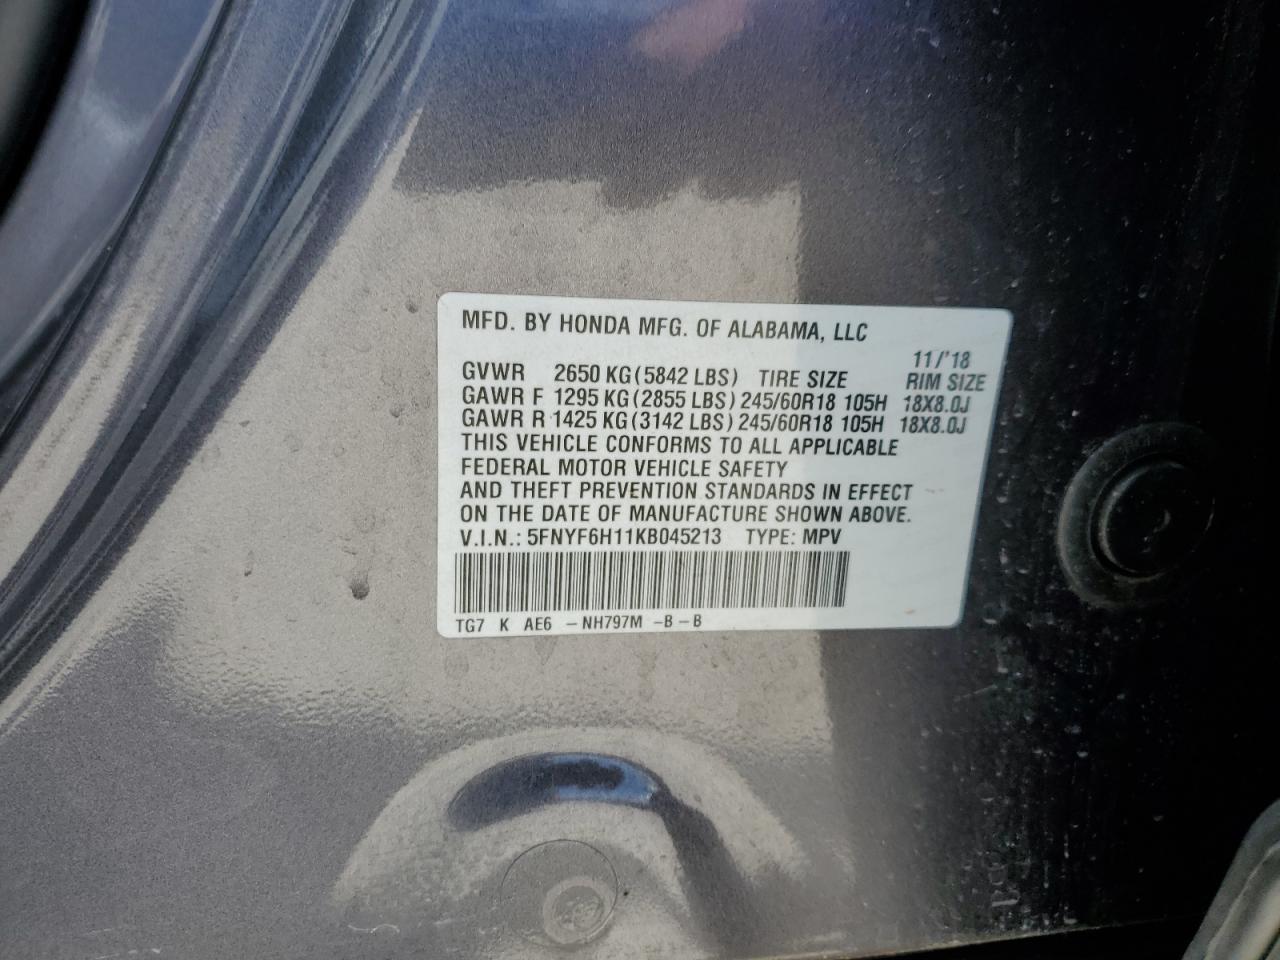 MFD. BY HONDA MFG. OF ALABAMA, LLC
11/'18
GVWR 2650 KG(5842 LBS) TIRE SIZE RIM SIZE
GAWR F 1295 KG(2855 LBS) 245/60R18 105H 18X8.0J
GAWR R 1425 KG(3142 LBS) 245/60R18 105H 18X8.0J
THIS VEHICLE CONFORMS TO ALL APPLICABLE
FEDERAL MOTOR VEHICLE SAFETY
AND THEFT PREVENTION STANDARDS IN EFFECT
ON THE DATE OF MANUFACTURE SHOWN ABOVE.
V.I.N.: 5FNYF6H11KB045213 TYPE: MPV
TG7 K AE6 -NH797M -B-B